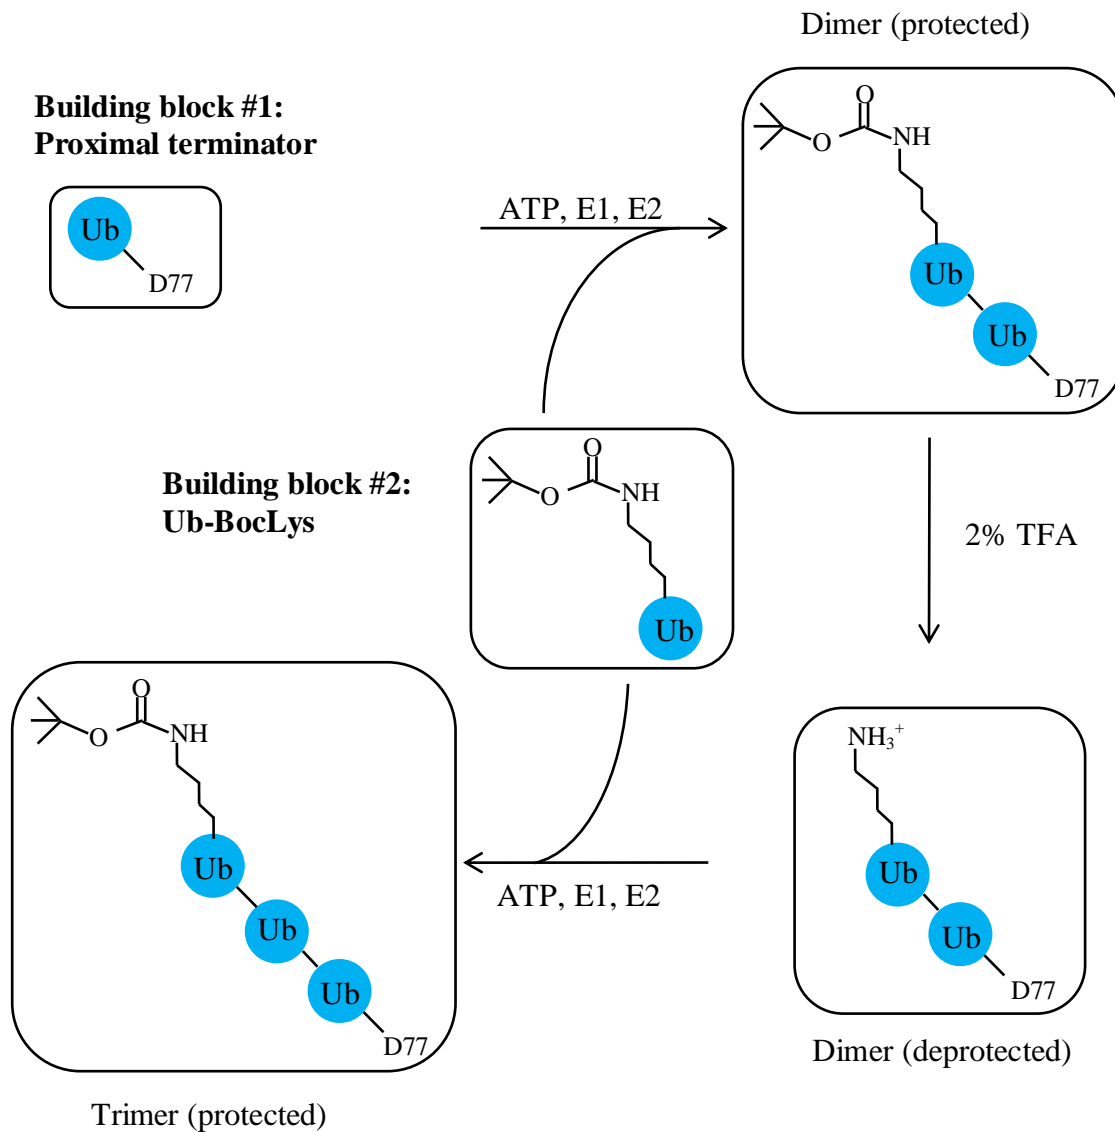 Dimer (protected)
Building block #1:
Proximal terminator
Ub
D77
ATP, E1, E2
O
O
NH
Ub
Ub
D77
Building block #2:
Ub-BocLys
O
O
NH
Ub
2% TFA
O
O
NH
Ub
Ub
Ub
D77
ATP, E1, E2
NH₃⁺
Ub
Ub
D77
Dimer (deprotected)
Trimer (protected)